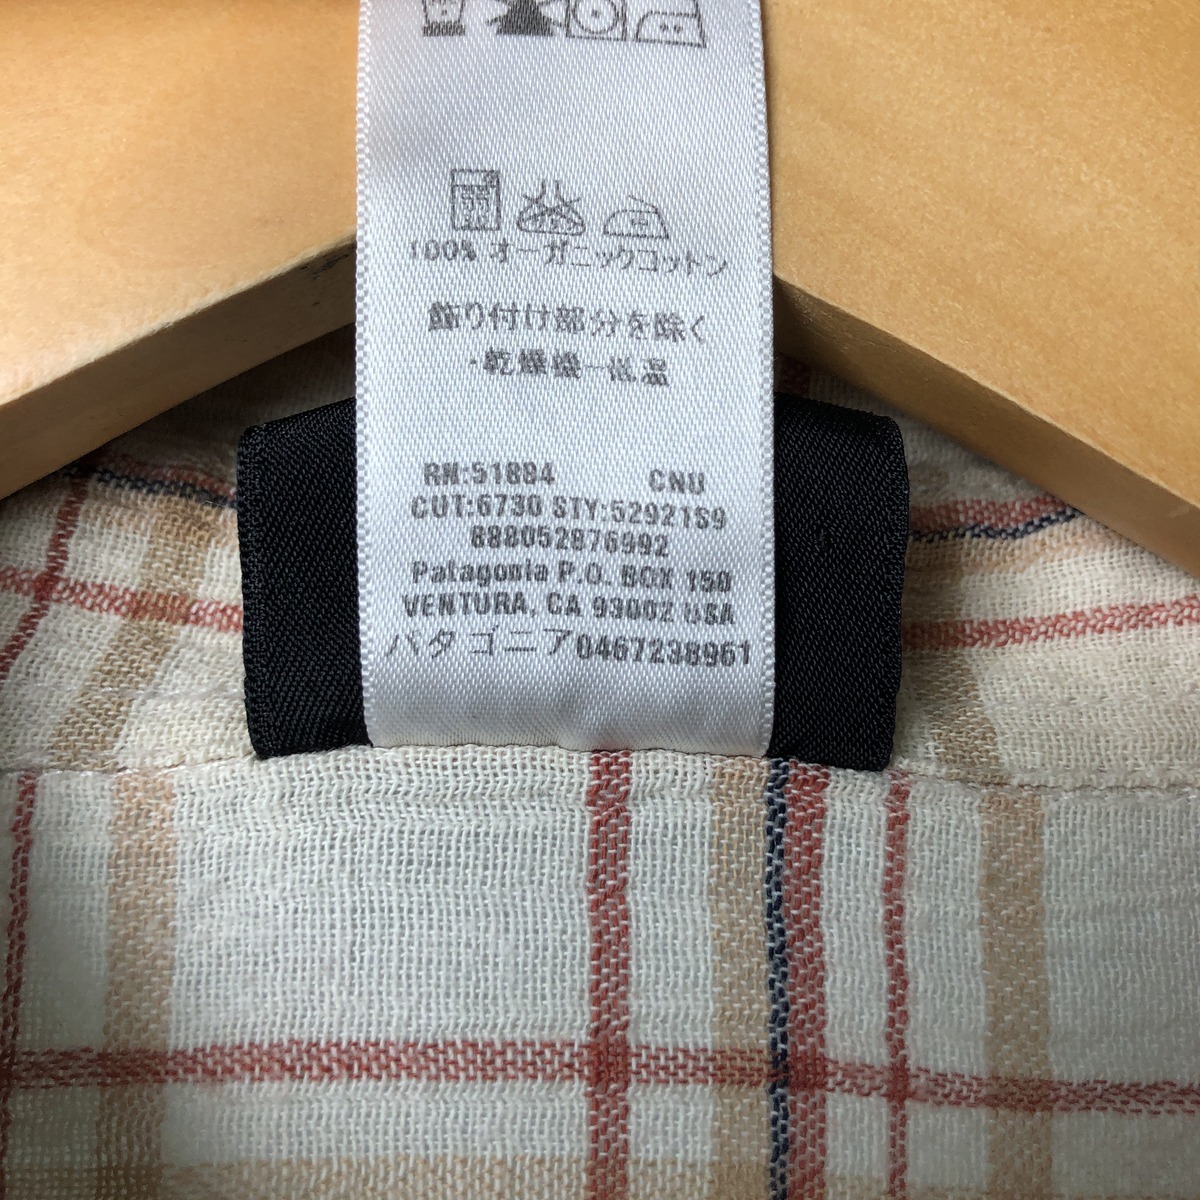 100% オーガニックコットン
飾り付け部分を除く
・乾燥機一低温
RN:51884 CNU
CUT:6730 STY:52921S9
888052876992
Patagonia P.O. BOX 150
VENTURA, CA 93002 USA
パタゴニア0467238961